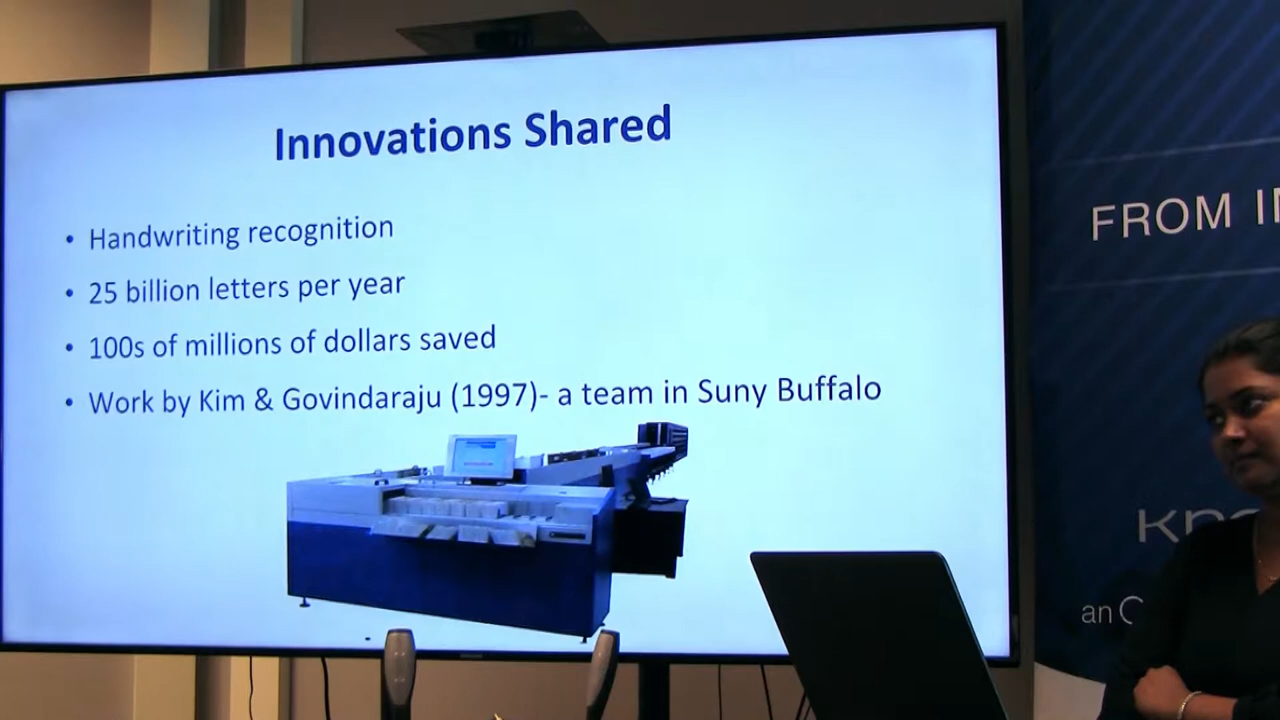 Innovations Shared
• Handwriting recognition
• 25 billion letters per year
• 100s of millions of dollars saved
• Work by Kim & Govindaraju (1997)- a team in Suny Buffalo
FROM
an